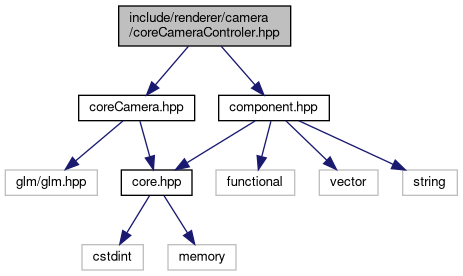 include/renderer/camera
/coreCameraControler.hpp
coreCamera.hpp
component.hpp
glm/glm.hpp
core.hpp
functional
vector
string
cstdint
memory